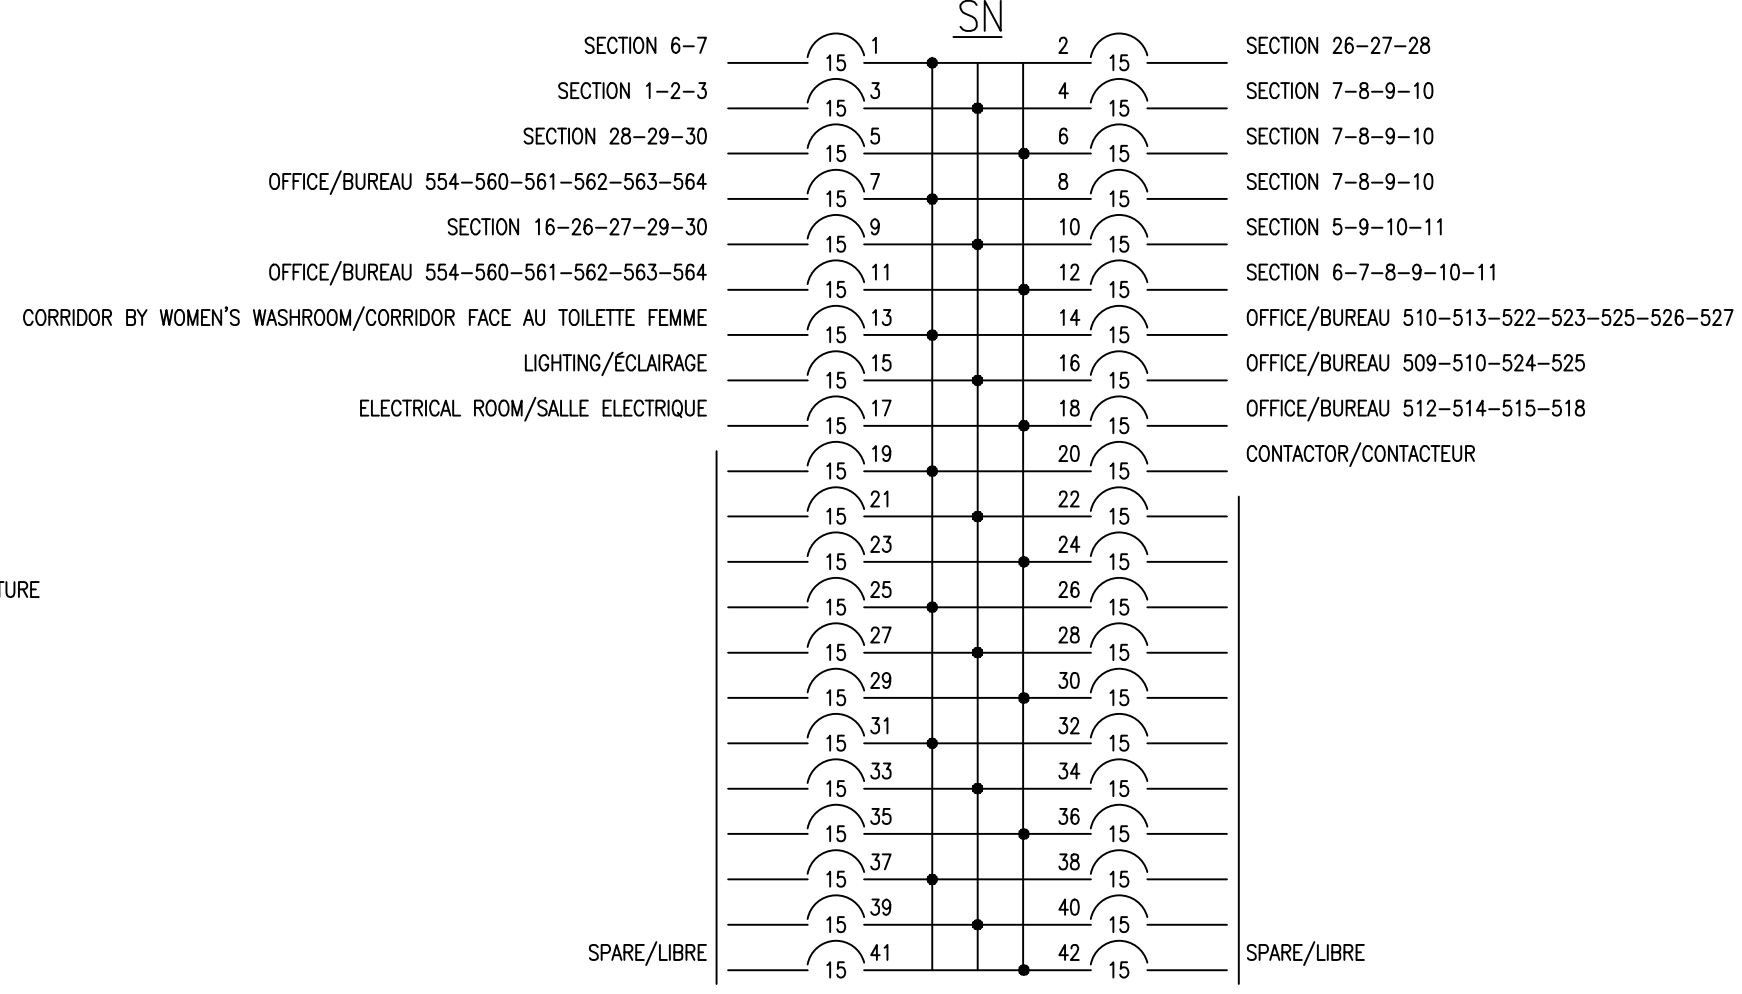 SN
SECTION 6-7 15 1 2 15 SECTION 26-27-28
SECTION 1-2-3 15 3 4 15 SECTION 7-8-9-10
SECTION 28-29-30 15 5 6 15 SECTION 7-8-9-10
OFFICE/BUREAU 554-560-561-562-563-564 15 7 8 15 SECTION 7-8-9-10
SECTION 16-26-27-29-30 15 9 10 15 SECTION 5-9-10-11
OFFICE/BUREAU 554-560-561-562-563-564 15 11 12 15 SECTION 6-7-8-9-10-11
CORRIDOR BY WOMEN'S WASHROOM/CORRIDOR FACE AU TOILETTE FEMME 15 13 14 15 OFFICE/BUREAU 510-513-522-523-525-526-527
LIGHTING/ÉCLAIRAGE 15 15 16 15 OFFICE/BUREAU 509-510-524-525
ELECTRICAL ROOM/SALLE ELECTRIQUE 15 17 18 15 OFFICE/BUREAU 512-514-515-518
15 19 20 15 CONTACTOR/CONTACTEUR
15 21 22 15
15 23 24 15
TURE 15 25 26 15
15 27 28 15
15 29 30 15
15 31 32 15
15 33 34 15
15 35 36 15
15 37 38 15
15 39 40 15
SPARE/LIBRE 15 41 42 15 SPARE/LIBRE